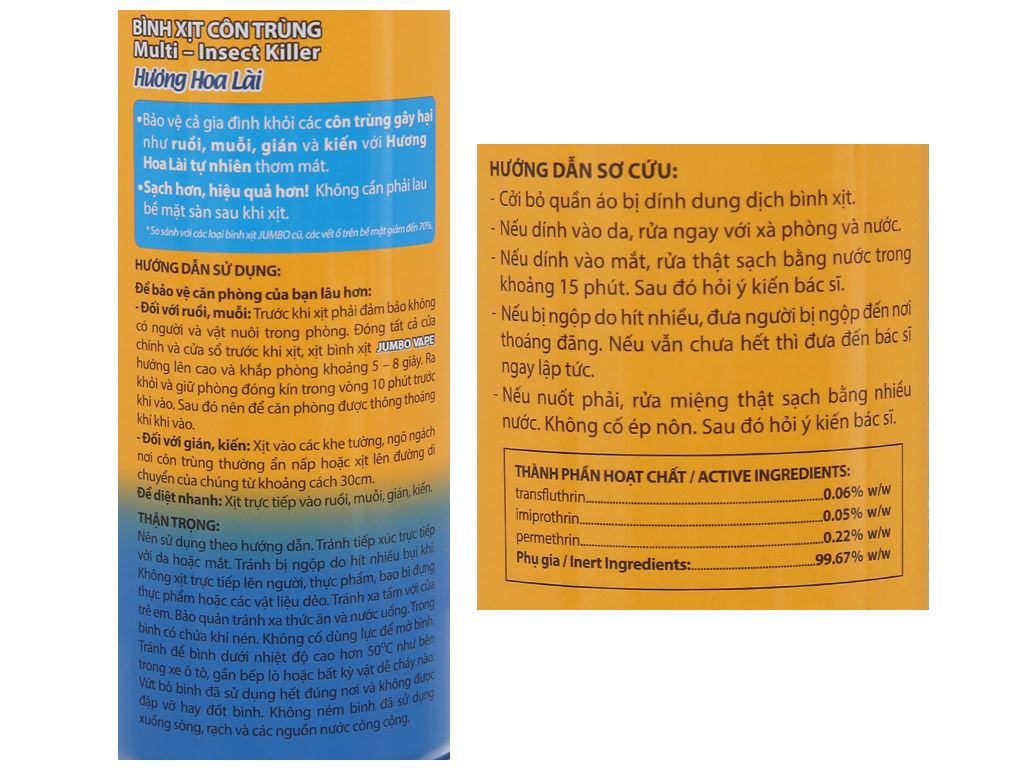 BÌNH XỊT CÔN TRÙNG
Multi – Insect Killer
Hương Hoa Lài
•Bảo vệ cả gia đình khỏi các côn trùng gây hại
như ruồi, muỗi, gián và kiến với Hương
Hoa Lài tự nhiên thơm mát.
•Sạch hơn, hiệu quả hơn! Không cần phải lau
bề mặt sàn sau khi xịt.
* So sánh với các loại bình xịt JUMBO cũ, các vết ố trên bề mặt giảm đến 70%.
HƯỚNG DẪN SỬ DỤNG:
Để bảo vệ căn phòng của bạn lâu hơn:
- Đối với ruồi, muỗi: Trước khi xịt phải đảm bảo không
có người và vật nuôi trong phòng. Đóng tất cả cửa
chính và cửa sổ trước khi xịt, xịt bình xịt JUMBO VAPE
hướng lên cao và khắp phòng khoảng 5 – 8 giây. Ra
khỏi và giữ phòng đóng kín trong vòng 10 phút trước
khi vào. Sau đó nên để căn phòng được thông thoáng
khí khi vào.
- Đối với gián, kiến: Xịt vào các khe tường, ngõ ngách
nơi côn trùng thường ẩn nấp hoặc xịt lên đường di
chuyển của chúng từ khoảng cách 30cm.
Để diệt nhanh: Xịt trực tiếp vào ruồi, muỗi, gián, kiến.
THẬN TRỌNG:
Nên sử dụng theo hướng dẫn. Tránh tiếp xúc trực tiếp
với da hoặc mắt. Tránh bị ngộp do hít nhiều bụi khí.
Không xịt trực tiếp lên người, thực phẩm, bao bì đựng
thực phẩm hoặc các vật liệu dẻo. Tránh xa tầm với của
trẻ em. Bảo quản tránh xa thức ăn và nước uống. Trong
bình có chứa khí nén. Không cố dùng lực để mở bình.
Tránh để bình dưới nhiệt độ cao hơn 50°C như bên
trong xe ô tô, gần bếp lò hoặc bất kỳ vật dễ cháy nào.
Vứt bỏ bình đã sử dụng hết đúng nơi và không được
đập vỡ hay đốt bình. Không ném bình đã sử dụng
xuống sông, rạch và các nguồn nước công cộng.
HƯỚNG DẪN SƠ CỨU:
- Cởi bỏ quần áo bị dính dung dịch bình xịt.
- Nếu dính vào da, rửa ngay với xà phòng và nước.
- Nếu dính vào mắt, rửa thật sạch bằng nước trong
khoảng 15 phút. Sau đó hỏi ý kiến bác sĩ.
- Nếu bị ngộp do hít nhiều, đưa người bị ngộp đến nơi
thoáng đãng. Nếu vẫn chưa hết thì đưa đến bác sĩ
ngay lập tức.
- Nếu nuốt phải, rửa miệng thật sạch bằng nhiều
nước. Không cố ép nôn. Sau đó hỏi ý kiến bác sĩ.
THÀNH PHẦN HOẠT CHẤT / ACTIVE INGREDIENTS:
transfluthrin........0.06% w/w
imiprothrin........0.05% w/w
permethrin........0.22% w/w
Phụ gia / Inert Ingredients:........99.67% w/w